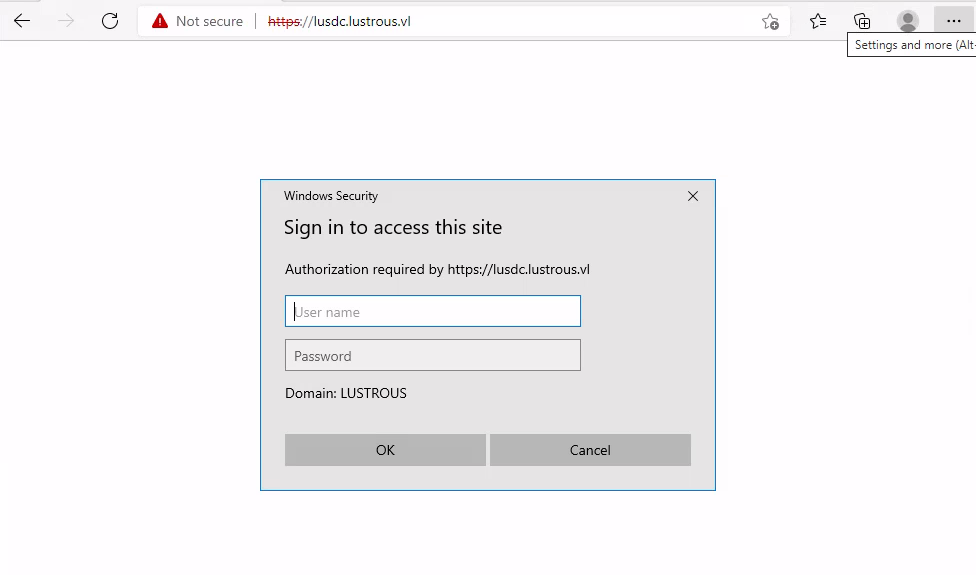 Not secure https://lusdc.lustrous.vl
Settings and more (Alt-
Windows Security
Sign in to access this site
Authorization required by https://lusdc.lustrous.vl
User name
Password
Domain: LUSTROUS
OK Cancel